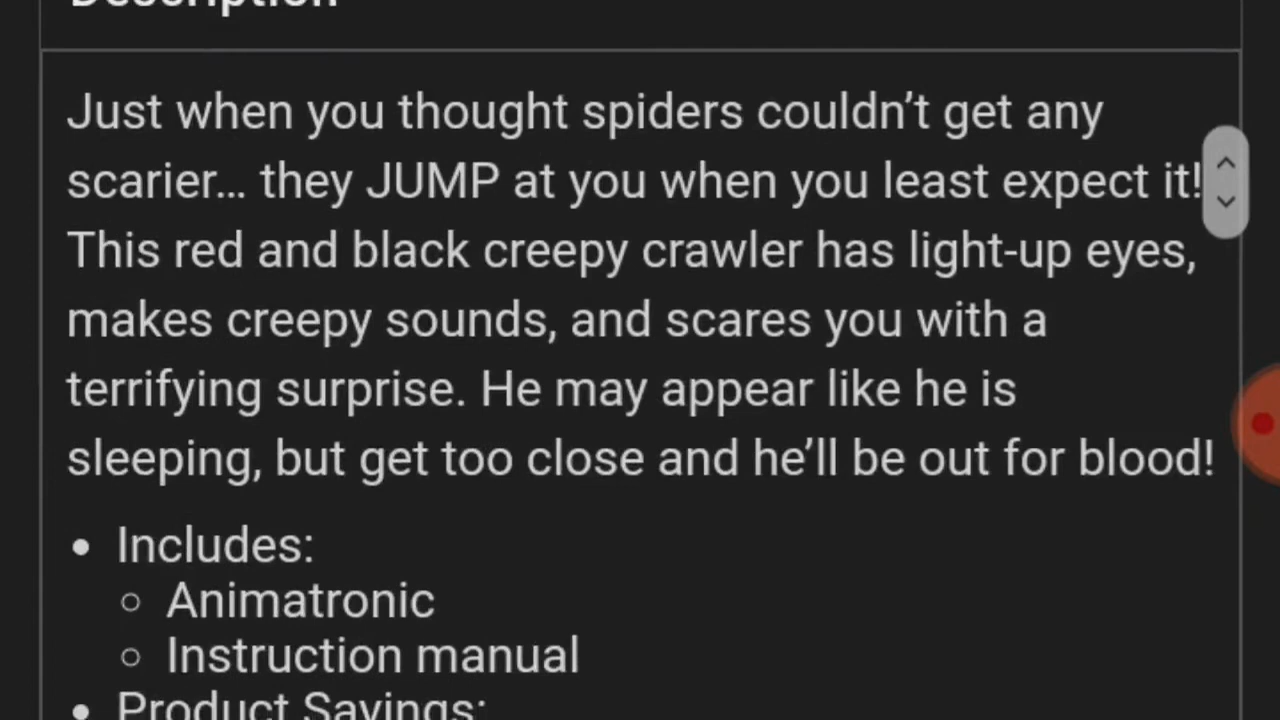 Description
Just when you thought spiders couldn’t get any
scarier... they JUMP at you when you least expect it!
This red and black creepy crawler has light-up eyes,
makes creepy sounds, and scares you with a
terrifying surprise. He may appear like he is
sleeping, but get too close and he’ll be out for blood!
• Includes:
○ Animatronic
○ Instruction manual
• Product Sayings: